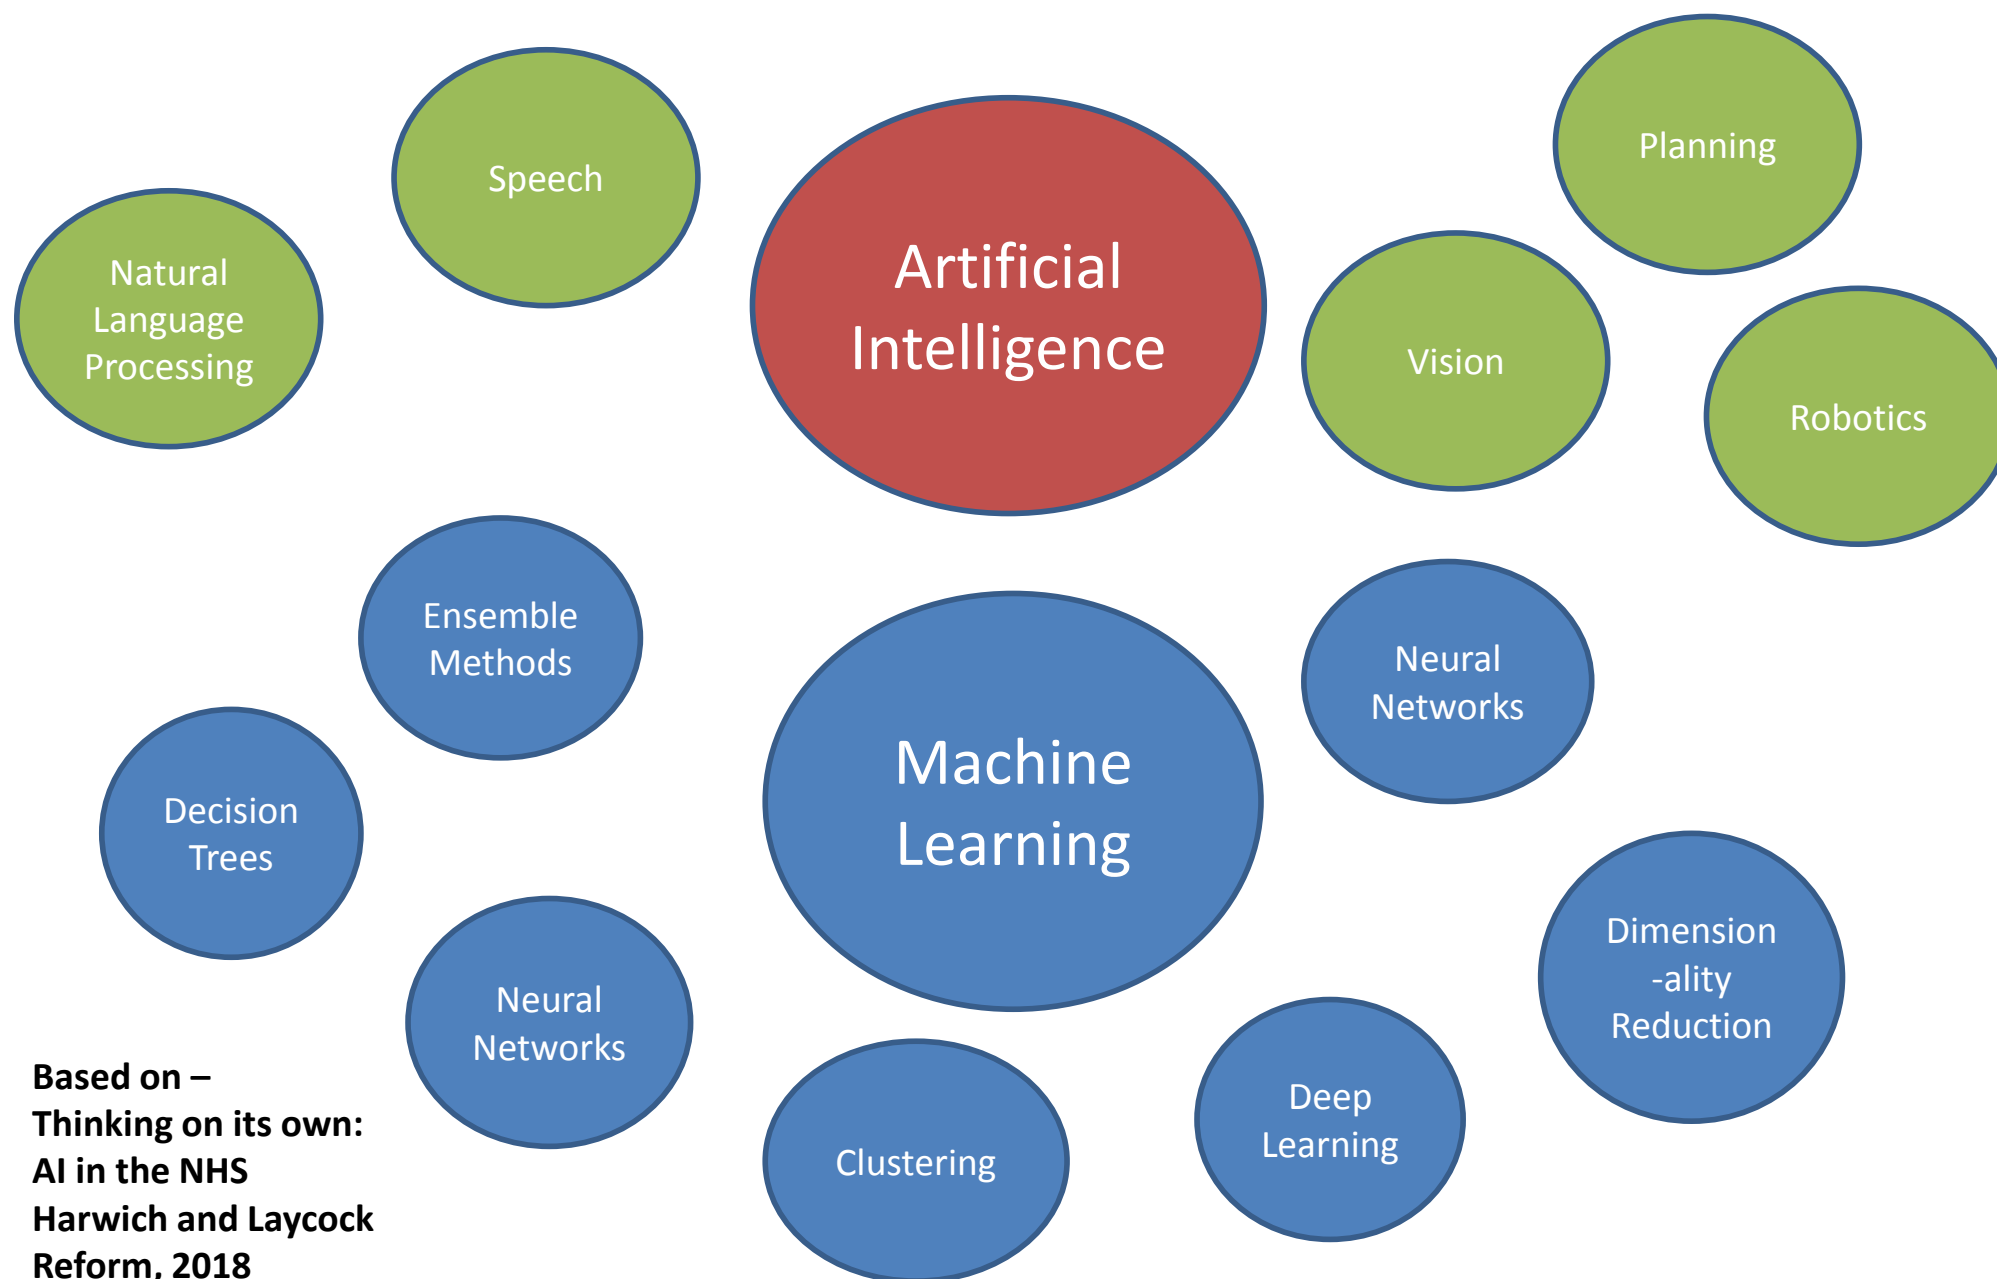 Speech
Planning
Natural
Language
Processing
Artificial
Intelligence
Vision
Robotics
Ensemble
Methods
Neural
Networks
Machine
Learning
Decision
Trees
Dimension
-ality
Reduction
Neural
Networks
Deep
Learning
Clustering
Based on –
Thinking on its own:
AI in the NHS
Harwich and Laycock
Reform, 2018